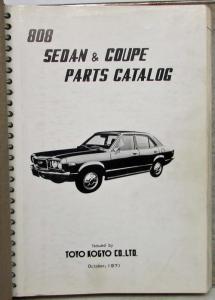 808
SEDAN & COUPE
PARTS CATALOG
Issued by
TOYO KOGYO CO.,LTD.
October, 1971